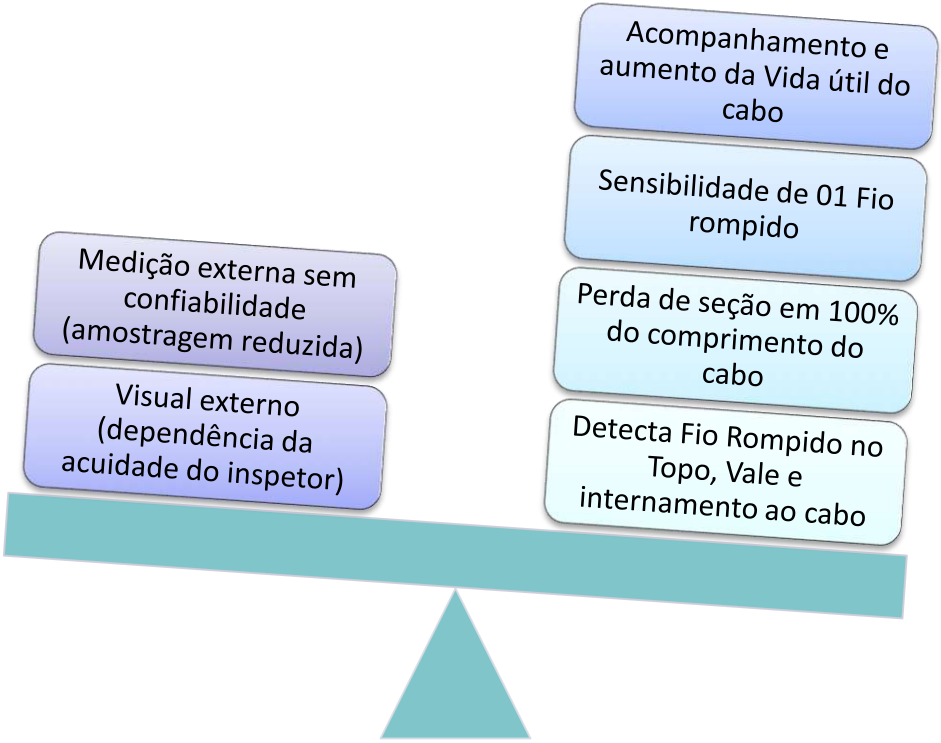 Medição externa sem
confiabilidade
(amostragem reduzida)
Visual externo
(dependência da
acuidade do inspetor)
Acompanhamento e
aumento da Vida útil do
cabo
Sensibilidade de 01 Fio
rompido
Perda de seção em 100%
do comprimento do
cabo
Detecta Fio Rompido no
Topo, Vale e
internamento ao cabo